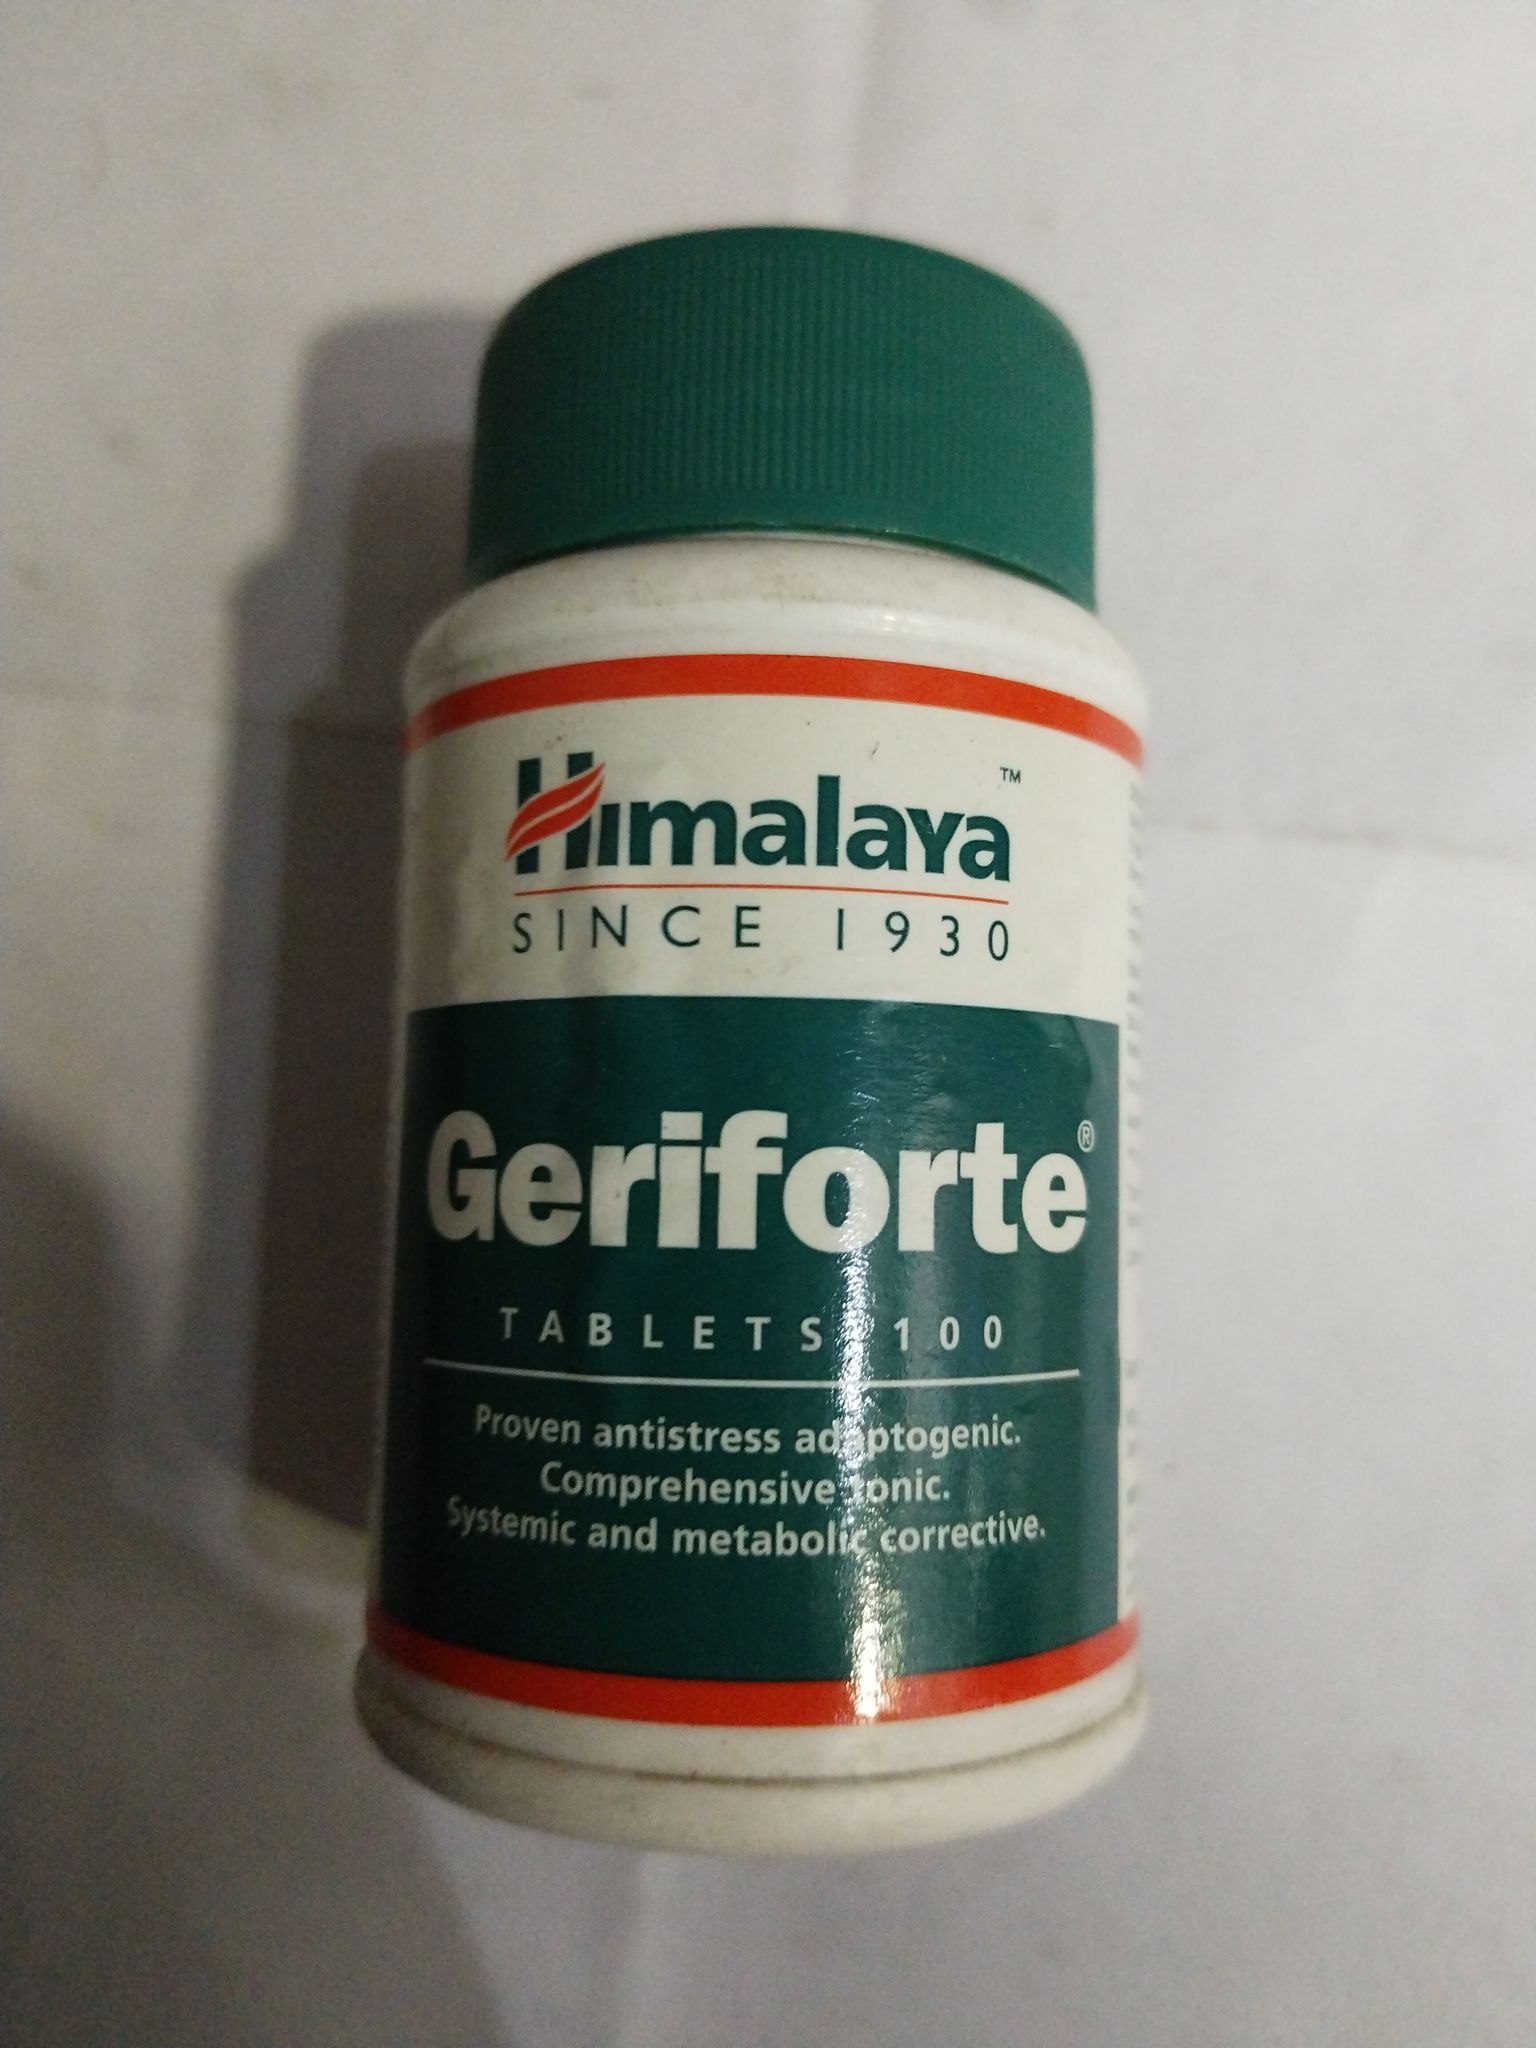 Himalaya™
SINCE 1930
Geriforte®
TABLETS 100
Proven antistress adaptogenic.
Comprehensive tonic.
Systemic and metabolic corrective.